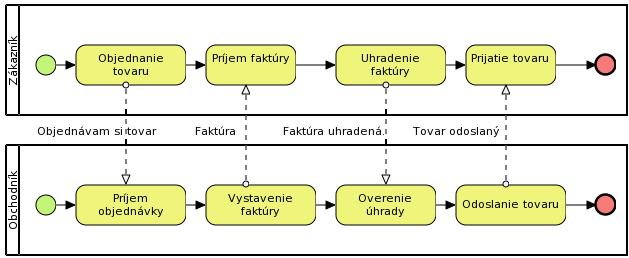 Zákazník
Objednanie
tovaru
Príjem faktúry
Uhradenie
faktúry
Prijatie tovaru
Objednávam si tovar
Faktúra
Faktúra uhradená.
Tovar odoslaný
Obchodník
Príjem
objednávky
Vystavenie
faktúry
Overenie
úhrady
Odoslanie tovaru